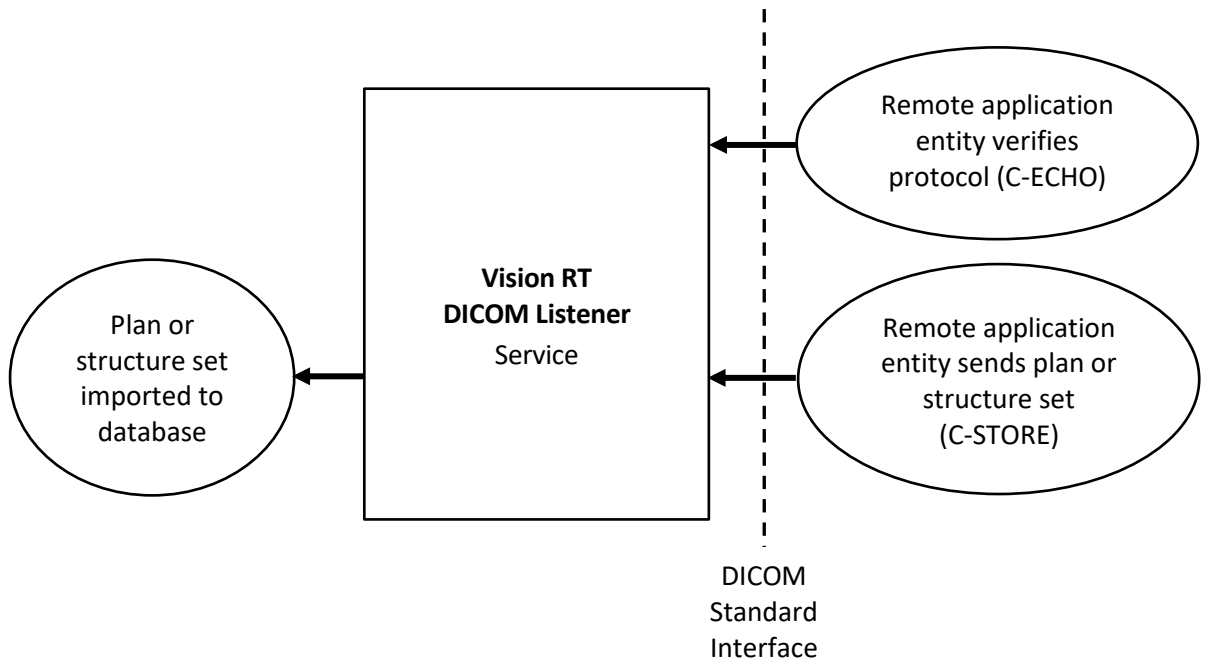 Remote application
entity verifies
protocol (C-ECHO)
Vision RT
DICOM Listener
Service
Plan or
structure set
imported to
database
Remote application
entity sends plan or
structure set
(C-STORE)
DICOM
Standard
Interface